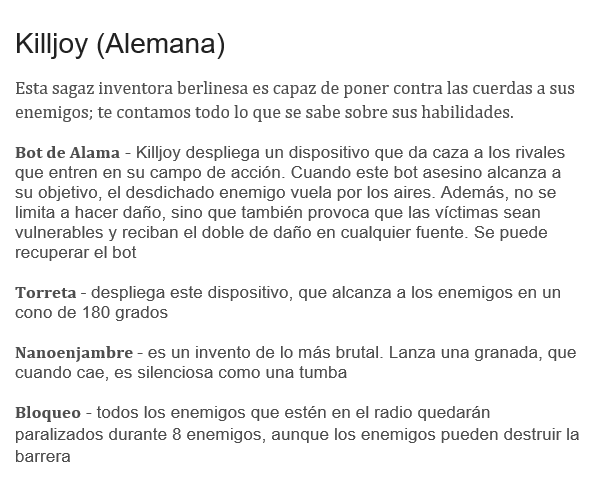 Killjoy (Alemana)
Esta sagaz inventora berlinesa es capaz de poner contra las cuerdas a sus
enemigos; te contamos todo lo que se sabe sobre sus habilidades.
Bot de Alama - Killjoy despliega un dispositivo que da caza a los rivales
que entren en su campo de acción. Cuando este bot asesino alcanza a
su objetivo, el desdichado enemigo vuela por los aires. Además, no se
limita a hacer daño, sino que también provoca que las víctimas sean
vulnerables y reciban el doble de daño en cualquier fuente. Se puede
recuperar el bot
Torreta - despliega este dispositivo, que alcanza a los enemigos en un
cono de 180 grados
Nanoenjambre - es un invento de lo más brutal. Lanza una granada, que
cuando cae, es silenciosa como una tumba
Bloqueo - todos los enemigos que estén en el radio quedarán
paralizados durante 8 enemigos, aunque los enemigos pueden destruir la
barrera